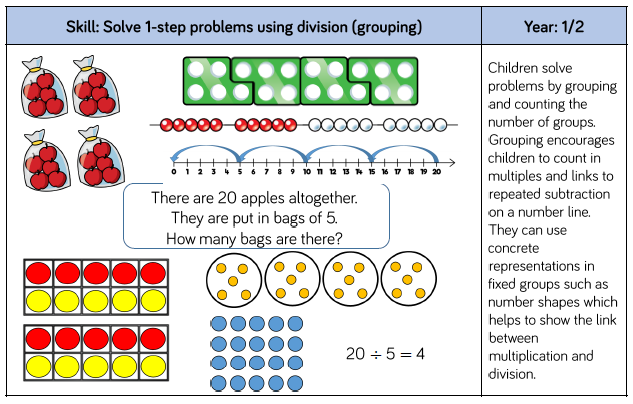 Skill: Solve 1-step problems using division (grouping)
Year: 1/2
0 1 2 3 4 5 6 7 8 9 10 11 12 13 14 15 16 17 18 19 20
There are 20 apples altogether.
They are put in bags of 5.
How many bags are there?
20 ÷ 5 = 4
Children solve
problems by grouping
and counting the
number of groups.
Grouping encourages
children to count in
multiples and links to
repeated subtraction
on a number line.
They can use
concrete
representations in
fixed groups such as
number shapes which
helps to show the link
between
multiplication and
division.